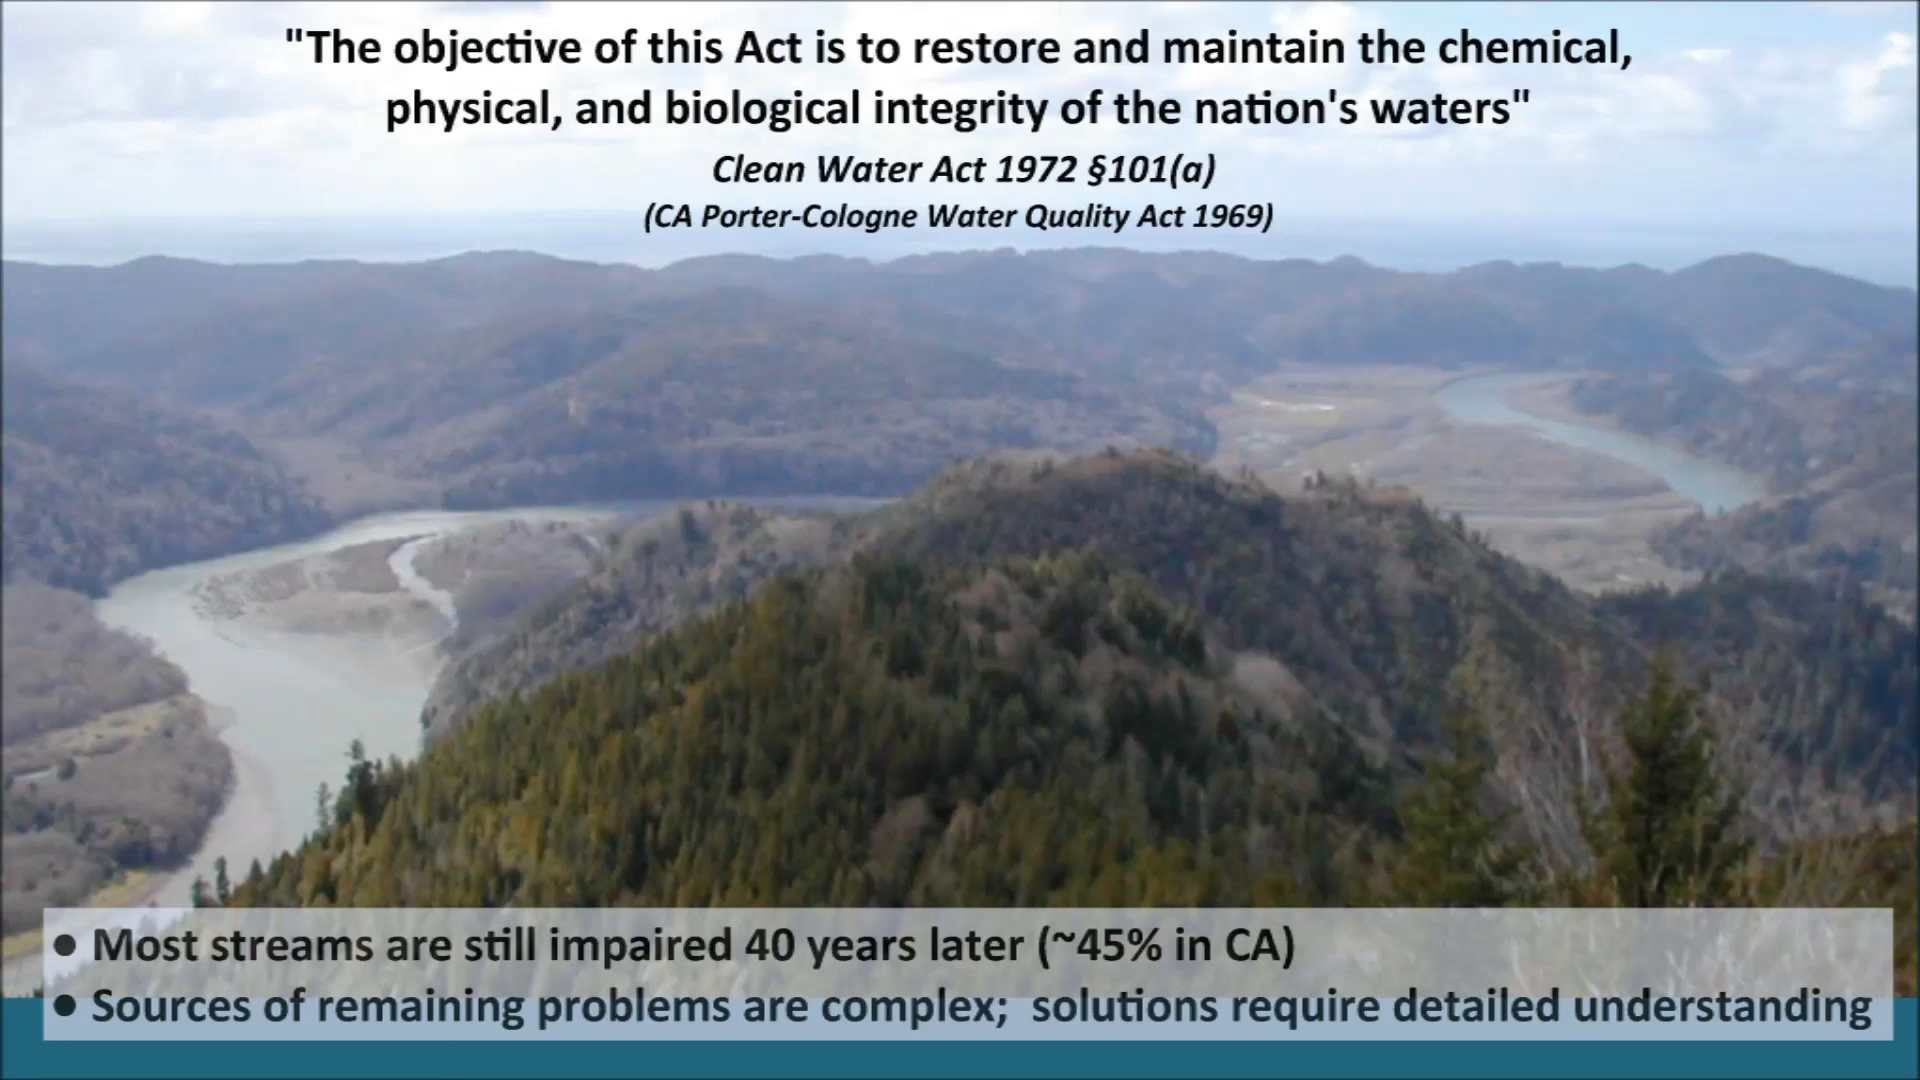 "The objective of this Act is to restore and maintain the chemical,
physical, and biological integrity of the nation's waters"
Clean Water Act 1972 §101(a)
(CA Porter-Cologne Water Quality Act 1969)
● Most streams are still impaired 40 years later (~45% in CA)
● Sources of remaining problems are complex;  solutions require detailed understanding